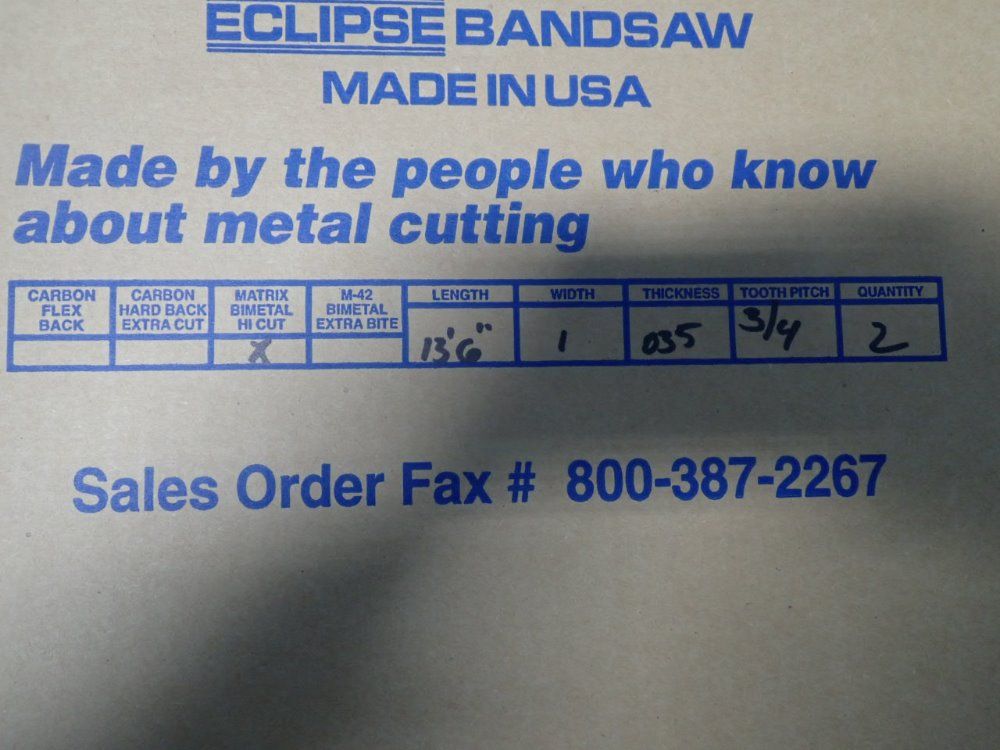 ECLIPSE BANDSAW
MADE IN USA
Made by the people who know
about metal cutting
CARBON FLEX BACK
CARBON HARD BACK EXTRA CUT
MATRIX BIMETAL HI CUT
M-42 BIMETAL EXTRA BITE
LENGTH
WIDTH
THICKNESS
TOOTH PITCH
QUANTITY
X
13'6"
1
035
3/4
2
Sales Order Fax # 800-387-2267